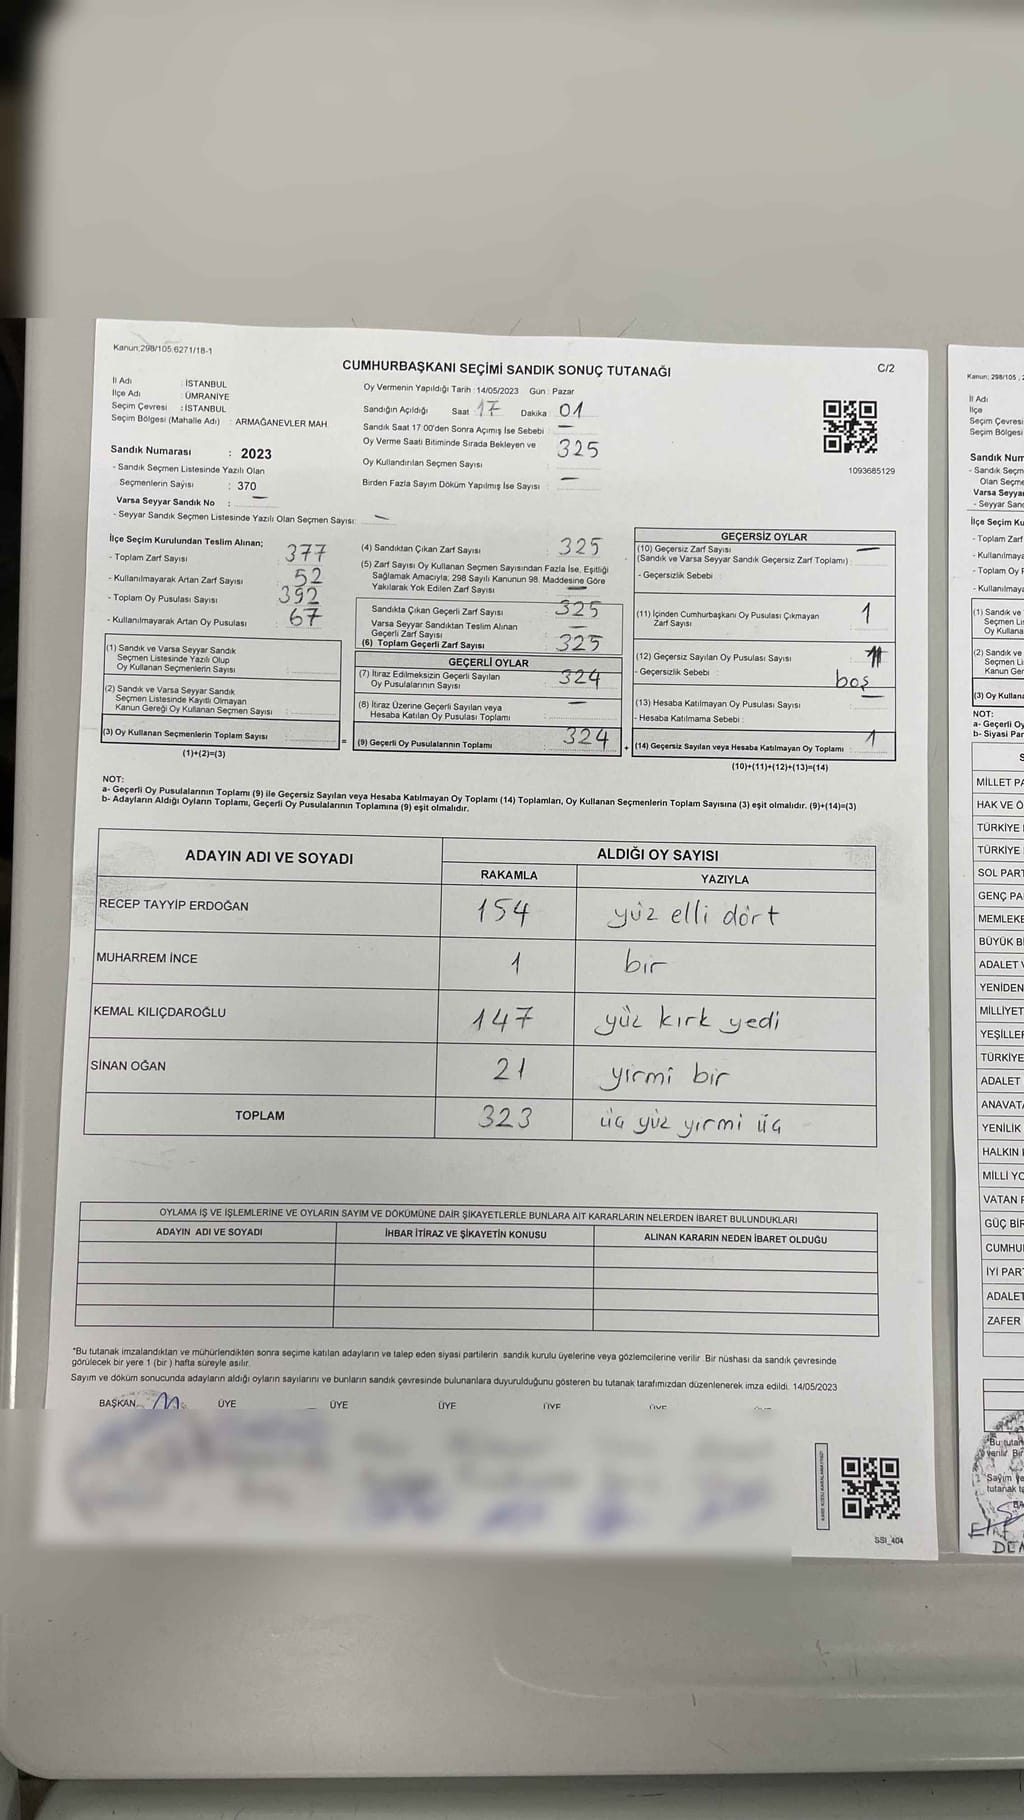 Kanun;298/105.6271/18-1
CUMHURBAŞKANI SEÇİMİ SANDIK SONUÇ TUTANAĞI
C/2
İl Adı : İSTANBUL
İlçe Adı : ÜMRANİYE
Seçim Çevresi : İSTANBUL
Seçim Bölgesi (Mahalle Adı) : ARMAĞANEVLER MAH.
Oy Vermenin Yapıldığı Tarih : 14/05/2023 Gün : Pazar
Sandığın Açıldığı Saat 17 Dakika 01
Sandık Saat 17:00'den Sonra Açımış İse Sebebi : —
Oy Verme Saati Bitiminde Sırada Bekleyen ve
Oy Kullandırılan Seçmen Sayısı : 325
Birden Fazla Sayım Döküm Yapılmış İse Sayısı : —
1093685129
Sandık Numarası : 2023
- Sandık Seçmen Listesinde Yazılı Olan
Seçmenlerin Sayısı : 370
Varsa Seyyar Sandık No : —
- Seyyar Sandık Seçmen Listesinde Yazılı Olan Seçmen Sayısı: —
İlçe Seçim Kurulundan Teslim Alınan;
- Toplam Zarf Sayısı : 377
- Kullanılmayarak Artan Zarf Sayısı : 52
- Toplam Oy Pusulası Sayısı : 392
- Kullanılmayarak Artan Oy Pusulası : 67
(1) Sandık ve Varsa Seyyar Sandık
Seçmen Listesinde Yazılı Olup
Oy Kullanan Seçmenlerin Sayısı :
(2) Sandık ve Varsa Seyyar Sandık
Seçmen Listesinde Kayıtlı Olmayan
Kanun Gereği Oy Kullanan Seçmen Sayısı :
(3) Oy Kullanan Seçmenlerin Toplam Sayısı
(1)+(2)=(3)
(4) Sandıktan Çıkan Zarf Sayısı : 325
(5) Zarf Sayısı Oy Kullanan Seçmen Sayısından Fazla İse, Eşitliği
Sağlamak Amacıyla; 298 Sayılı Kanunun 98. Maddesine Göre
Yakılarak Yok Edilen Zarf Sayısı : —
Sandıkta Çıkan Geçerli Zarf Sayısı : 325
Varsa Seyyar Sandıktan Teslim Alınan
Geçerli Zarf Sayısı : —
(6) Toplam Geçerli Zarf Sayısı : 325
GEÇERLİ OYLAR
(7) İtiraz Edilmeksizin Geçerli Sayılan
Oy Pusulalarının Sayısı : 324
(8) İtiraz Üzerine Geçerli Sayılan veya
Hesaba Katılan Oy Pusulası Toplamı : —
= (9) Geçerli Oy Pusulalarının Toplamı : 324
GEÇERSİZ OYLAR
(10) Geçersiz Zarf Sayısı : —
(Sandık ve Varsa Seyyar Sandık Geçersiz Zarf Toplamı)
- Geçersizlik Sebebi :
(11) İçinden Cumhurbaşkanı Oy Pusulası Çıkmayan
Zarf Sayısı : 1
(12) Geçersiz Sayılan Oy Pusulası Sayısı
- Geçersizlik Sebebi : boş
(13) Hesaba Katılmayan Oy Pusulası Sayısı : —
- Hesaba Katılmama Sebebi :
+ (14) Geçersiz Sayılan veya Hesaba Katılmayan Oy Toplamı : 1
(10)+(11)+(12)+(13)=(14)
NOT:
a- Geçerli Oy Pusulalarının Toplamı (9) ile Geçersiz Sayılan veya Hesaba Katılmayan Oy Toplamı (14) Toplamları, Oy Kullanan Seçmenlerin Toplam Sayısına (3) eşit olmalıdır. (9)+(14)=(3)
b- Adayların Aldığı Oyların Toplamı, Geçerli Oy Pusulalarının Toplamına (9) eşit olmalıdır.
ADAYIN ADI VE SOYADI
ALDIĞI OY SAYISI
RAKAMLA YAZIYLA
RECEP TAYYİP ERDOĞAN 154 yüz elli dört
MUHARREM İNCE 1 bir
KEMAL KILIÇDAROĞLU 147 yüz kırk yedi
SİNAN OĞAN 21 yirmi bir
TOPLAM 323 üç yüz yirmi üç
OYLAMA İŞ VE İŞLEMLERİNE VE OYLARIN SAYIM VE DÖKÜMÜNE DAİR ŞİKAYETLERLE BUNLARA AİT KARARLARIN NELERDEN İBARET BULUNDUKLARI
ADAYIN ADI VE SOYADI İHBAR İTİRAZ VE ŞİKAYETİN KONUSU ALINAN KARARIN NEDEN İBARET OLDUĞU
*Bu tutanak imzalandıktan ve mühürlendikten sonra seçime katılan adayların ve talep eden siyasi partilerin sandık kurulu üyelerine veya gözlemcilerine verilir. Bir nüshası da sandık çevresinde
görülecek bir yere 1 (bir ) hafta süreyle asılır.
Sayım ve döküm sonucunda adayların aldığı oyların sayılarını ve bunların sandık çevresinde bulunanlara duyurulduğunu gösteren bu tutanak tarafımızdan düzenlenerek imza edildi. 14/05/2023
BAŞKAN ÜYE ÜYE ÜYE ÜYE ÜYE
SSI_404
Kanun; 298/105
İl Adı
İlçe
Seçim Çevresi
Seçim Bölgesi
Sandık Num
- Sandık Seçm
Olan Seçme
Varsa Seyya
- Seyyar Sand
İlçe Seçim Ku
- Toplam Zarf
- Kullanılmaya
- Toplam Oy P
- Kullanılmaya
(1) Sandık ve
Seçmen Lis
Oy Kullana
(2) Sandık ve
Seçmen Li
Kanun Ger
(3) Oy Kullana
NOT:
a- Geçerli Oy
b- Siyasi Par
MİLLET PA
HAK VE Ö
TÜRKİYE
TÜRKİYE
SOL PART
GENÇ PA
MEMLEKE
BÜYÜK Bİ
ADALET V
YENİDEN
MİLLİYET
YEŞİLLER
TÜRKİYE
ADALET
ANAVATA
YENİLİK
HALKIN
MİLLİ YO
VATAN P
GÜÇ BİR
CUMHU
İYİ PAR
ADALET
ZAFER
*Bu tutan
verilir. Bir
Sayım ve
tutanak ta